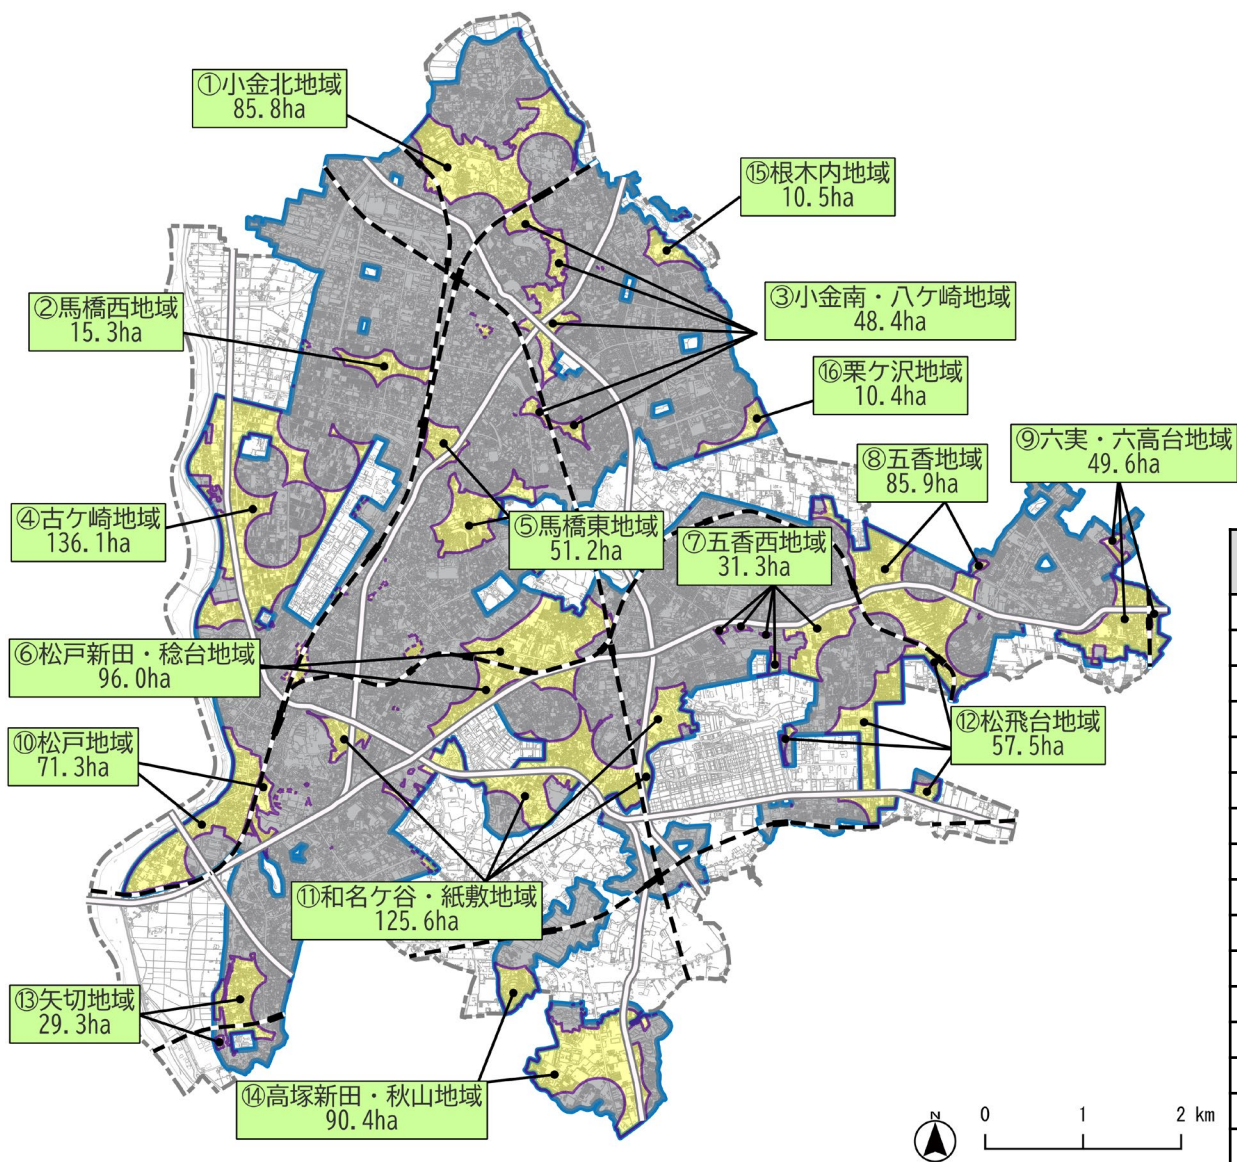 ①小金北地域
85.8ha
⑮根木内地域
10.5ha
②馬橋西地域
15.3ha
③小金南・八ケ崎地域
48.4ha
⑯栗ケ沢地域
10.4ha
⑨六実・六高台地域
49.6ha
⑧五香地域
85.9ha
④古ケ崎地域
136.1ha
⑤馬橋東地域
51.2ha
⑦五香西地域
31.3ha
⑥松戸新田・稔台地域
96.0ha
⑩松戸地域
71.3ha
⑫松飛台地域
57.5ha
⑪和名ケ谷・紙敷地域
125.6ha
⑬矢切地域
29.3ha
⑭高塚新田・秋山地域
90.4ha
N
0 1 2 km